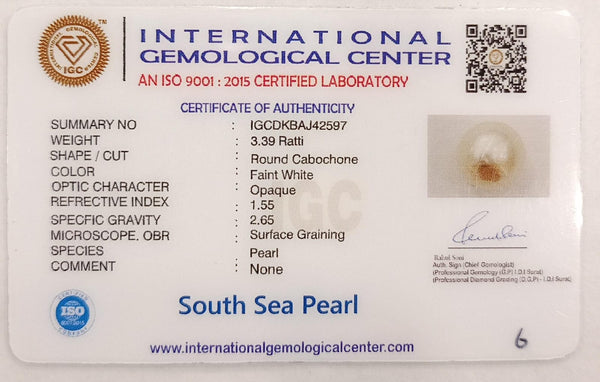 INTERNATIONAL
GEMOLOGICAL CENTER
AN ISO 9001 : 2015 CERTIFIED LABORATORY
IGC
TM
CERTIFICATE OF AUTHENTICITY
SUMMARY NO : IGCDKBAJ42597
WEIGHT : 3.39 Ratti
SHAPE / CUT : Round Cabochone
COLOR : Faint White
OPTIC CHARACTER : Opaque
REFRECTIVE INDEX : 1.55
SPECFIC GRAVITY : 2.65
MICROSCOPE, OBR : Surface Graining
SPECIES : Pearl
COMMENT : None
IGC
Rahul Soni
Auth. Sign (Chief Gemologist)
(Professional Gemology (G.P) I.D.I Surat)
(Professional Diamond Grading (D.G.P) - I.D.I Surat)
ISO
South Sea Pearl
6
www.internationalgemologicalcenter.com